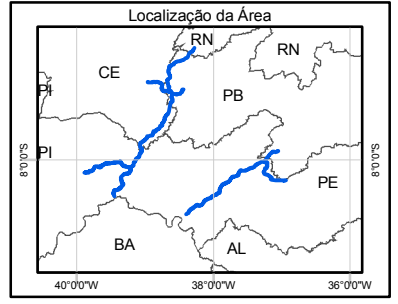 Localização da Área
RN
RN
CE
PI
PB
PI
8°0'0"S
8°0'0"S
PE
BA
AL
40°0'0"W
38°0'0"W
36°0'0"W